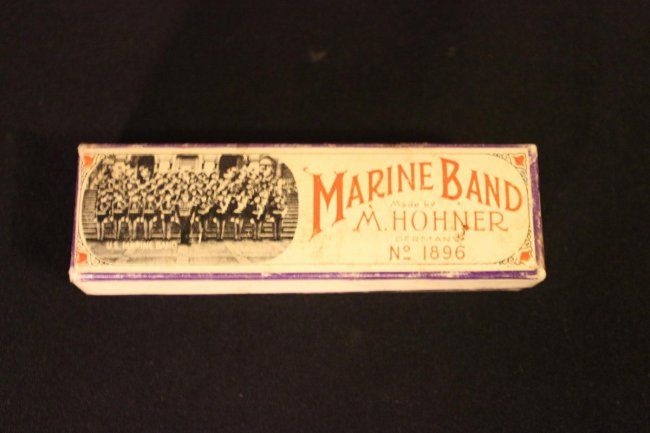 U.S. MARINE BAND
MARINE BAND
Made by
M. HOHNER
GERMANY
Nº 1896